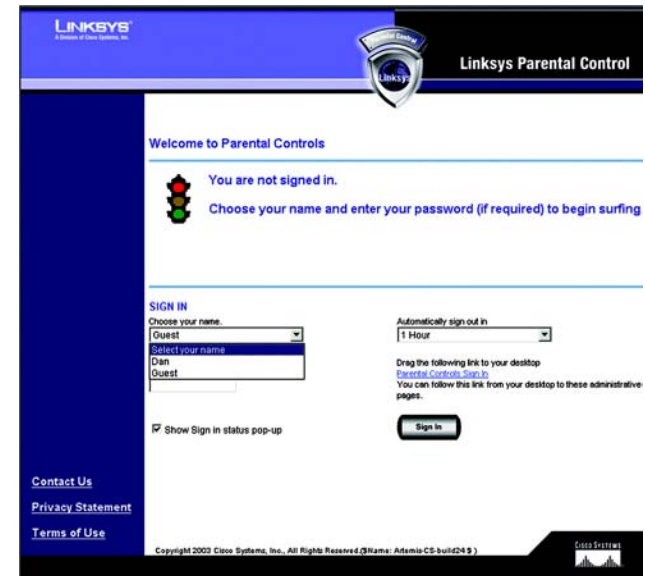 LINKSYS®
A Division of Cisco Systems, Inc.
Parental Control
Linksys
Linksys Parental Control
Welcome to Parental Controls
You are not signed in.
Choose your name and enter your password (if required) to begin surfing
SIGN IN
Choose your name.
Guest
Select your name
Dan
Guest
Automatically sign out in
1 Hour
Drag the following link to your desktop
Parental Controls Sign In
You can follow this link from your desktop to these administrative
pages.
Show Sign in status pop-up
Sign In
Contact Us
Privacy Statement
Terms of Use
Copyright 2003 Cisco Systems, Inc., All Rights Reserved.($Name: Artemis-CS-build24 $ )
CISCO SYSTEMS